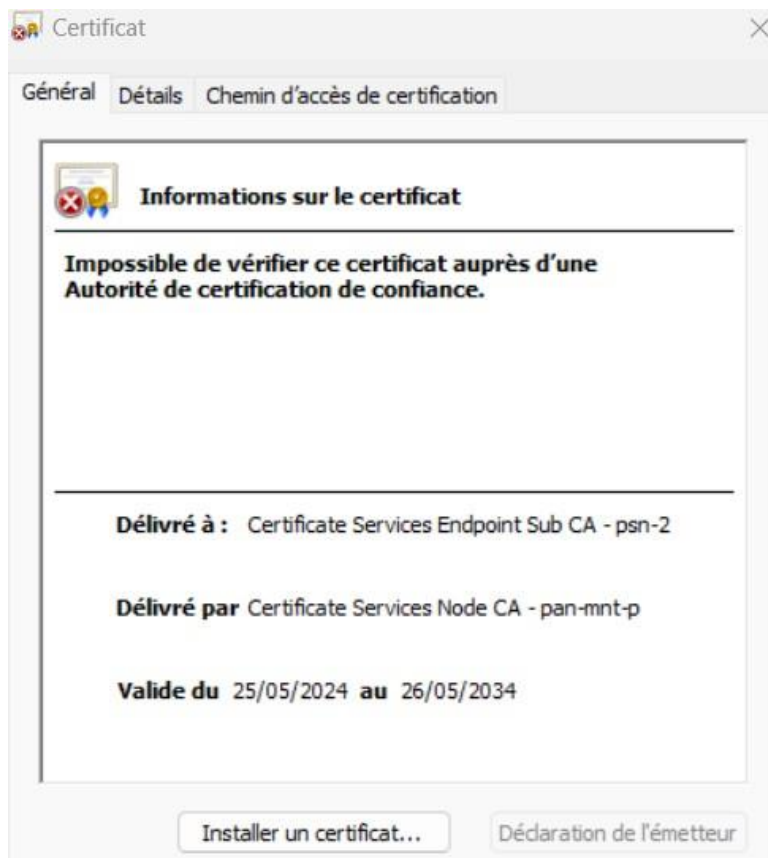 Certificat
Général Détails Chemin d'accès de certification
Informations sur le certificat
Impossible de vérifier ce certificat auprès d'une
Autorité de certification de confiance.
Délivré à : Certificate Services Endpoint Sub CA - psn-2
Délivré par Certificate Services Node CA - pan-mnt-p
Valide du 25/05/2024 au 26/05/2034
Installer un certificat... Déclaration de l'émetteur